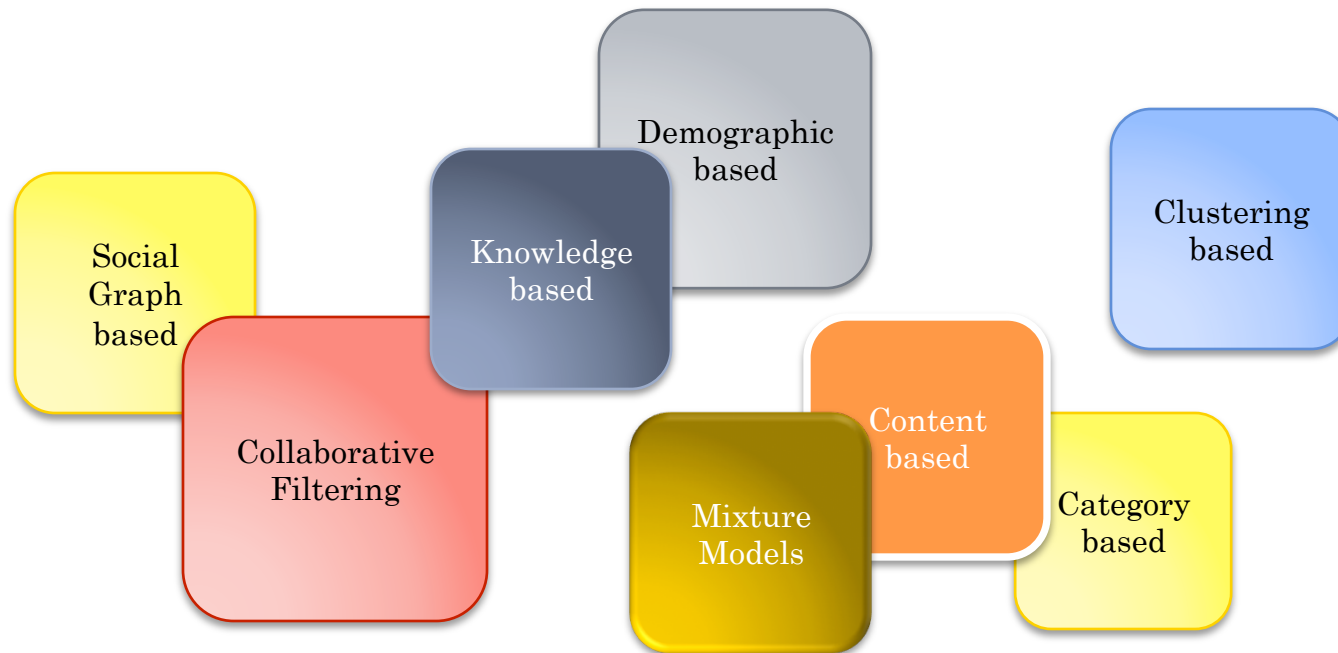 Demographic
based
Clustering
based
Social
Graph
based
Knowledge
based
Collaborative
Filtering
Content
based
Mixture
Models
Category
based